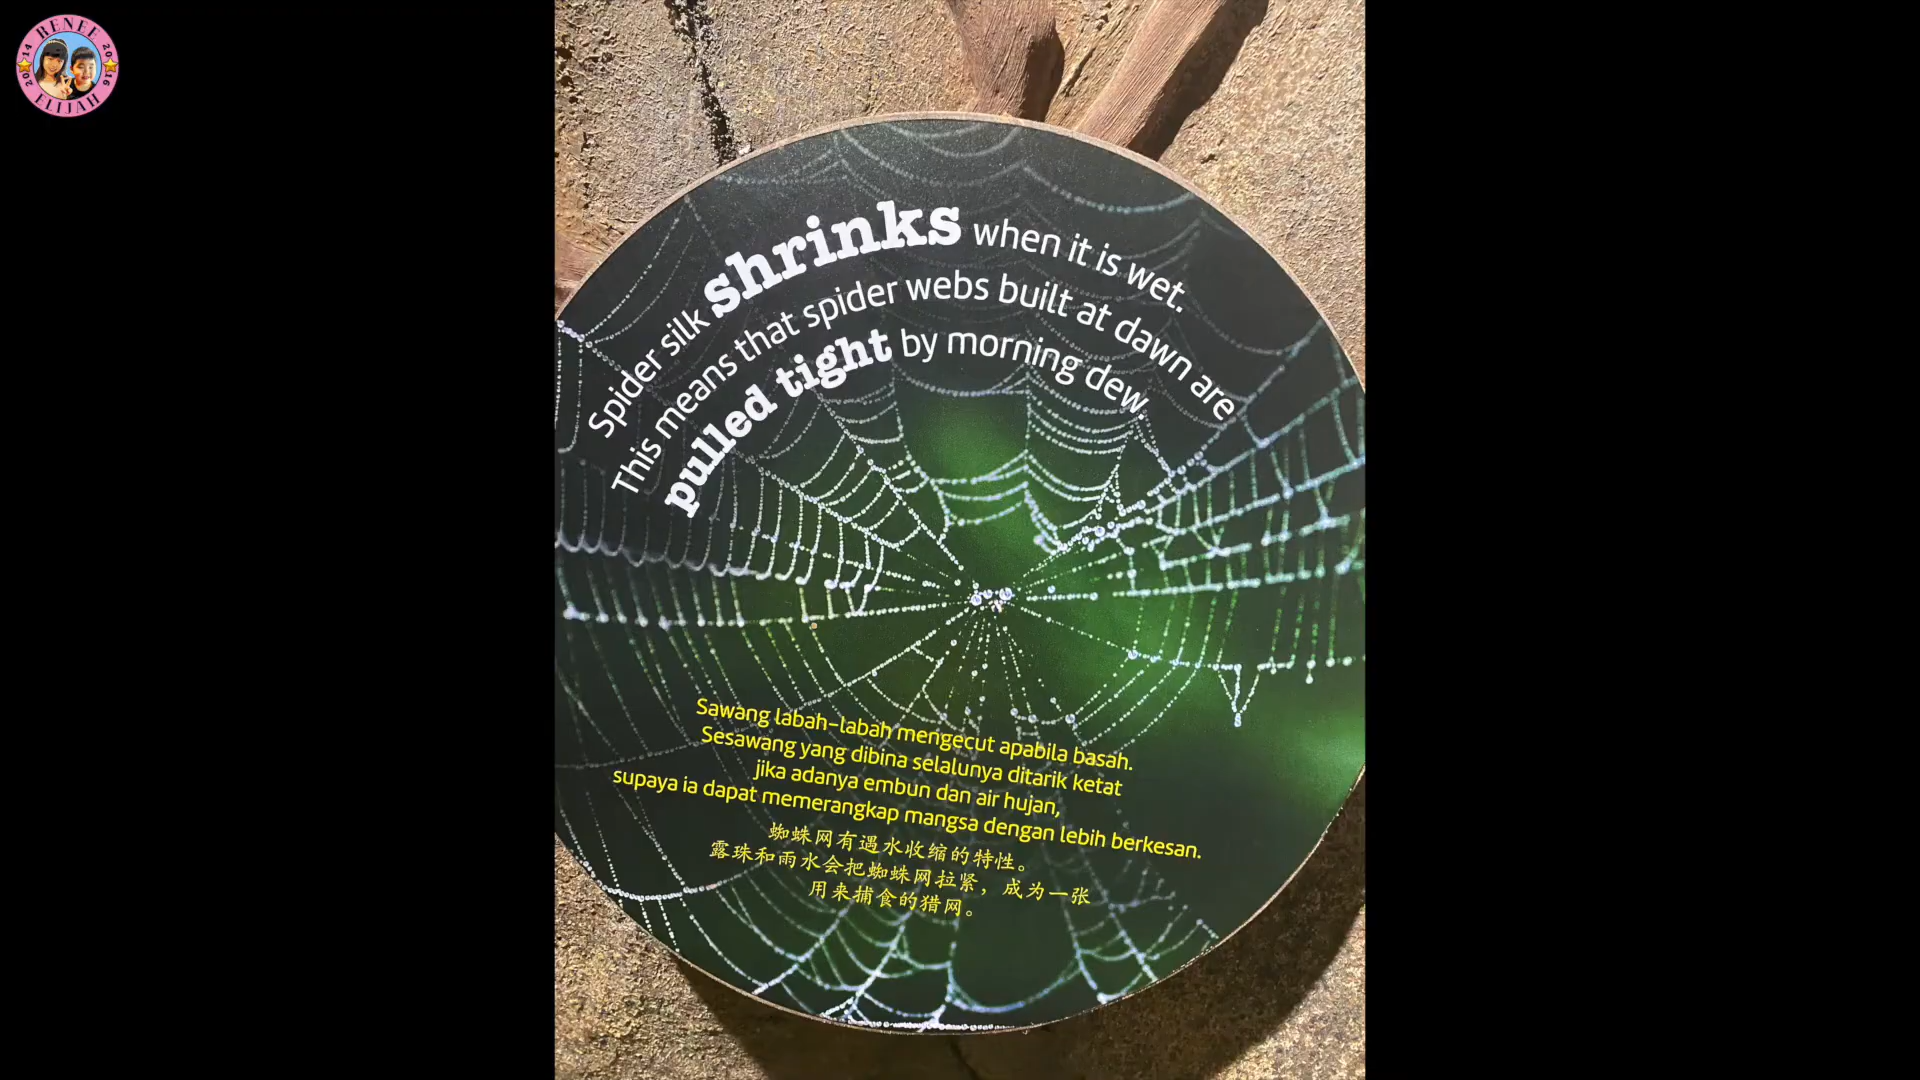 RENEE
2014
2016
ELIJAH
Spider silk shrinks when it is wet.
This means that spider webs built at dawn are
pulled tight by morning dew.
Sawang labah-labah mengecut apabila basah.
Sesawang yang dibina selalunya ditarik ketat
jika adanya embun dan air hujan,
supaya ia dapat memerangkap mangsa dengan lebih berkesan.
蜘蛛网有遇水收缩的特性。
露珠和雨水会把蜘蛛网拉紧，成为一张
用来捕食的猎网。